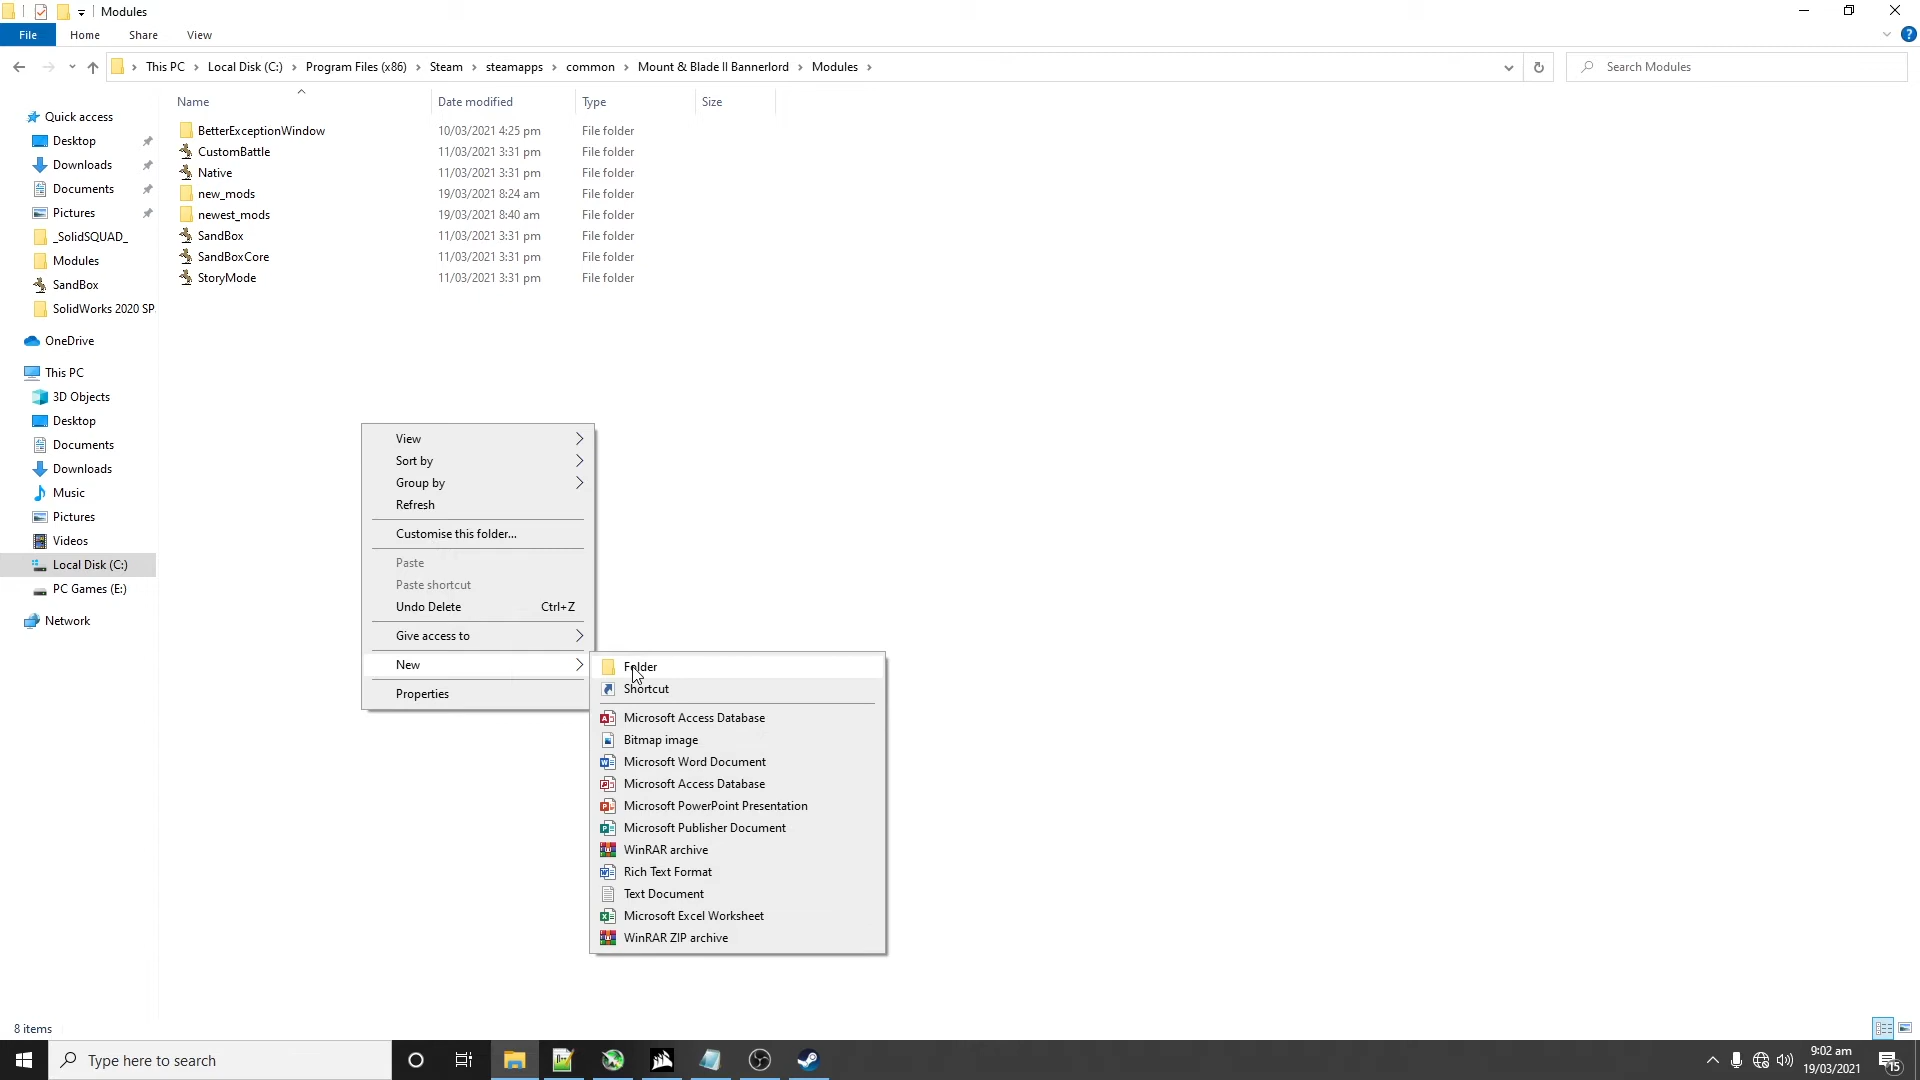 Modules
File Home Share View
This PC Local Disk (C:) Program Files (x86) Steam steamapps common Mount & Blade II Bannerlord Modules
Search Modules
Name Date modified Type Size
BetterExceptionWindow 10/03/2021 4:25 pm File folder
CustomBattle 11/03/2021 3:31 pm File folder
Native 11/03/2021 3:31 pm File folder
new_mods 19/03/2021 8:24 am File folder
newest_mods 19/03/2021 8:40 am File folder
SandBox 11/03/2021 3:31 pm File folder
SandBoxCore 11/03/2021 3:31 pm File folder
StoryMode 11/03/2021 3:31 pm File folder
Quick access
Desktop
Downloads
Documents
Pictures
_SolidSQUAD_
Modules
SandBox
SolidWorks 2020 SP
OneDrive
This PC
3D Objects
Desktop
Documents
Downloads
Music
Pictures
Videos
Local Disk (C:)
PC Games (E:)
Network
View
Sort by
Group by
Refresh
Customise this folder...
Paste
Paste shortcut
Undo Delete Ctrl+Z
Give access to
New
Properties
Folder
Shortcut
Microsoft Access Database
Bitmap image
Microsoft Word Document
Microsoft Access Database
Microsoft PowerPoint Presentation
Microsoft Publisher Document
WinRAR archive
Rich Text Format
Text Document
Microsoft Excel Worksheet
WinRAR ZIP archive
8 items
Type here to search
9:02 am
19/03/2021
15